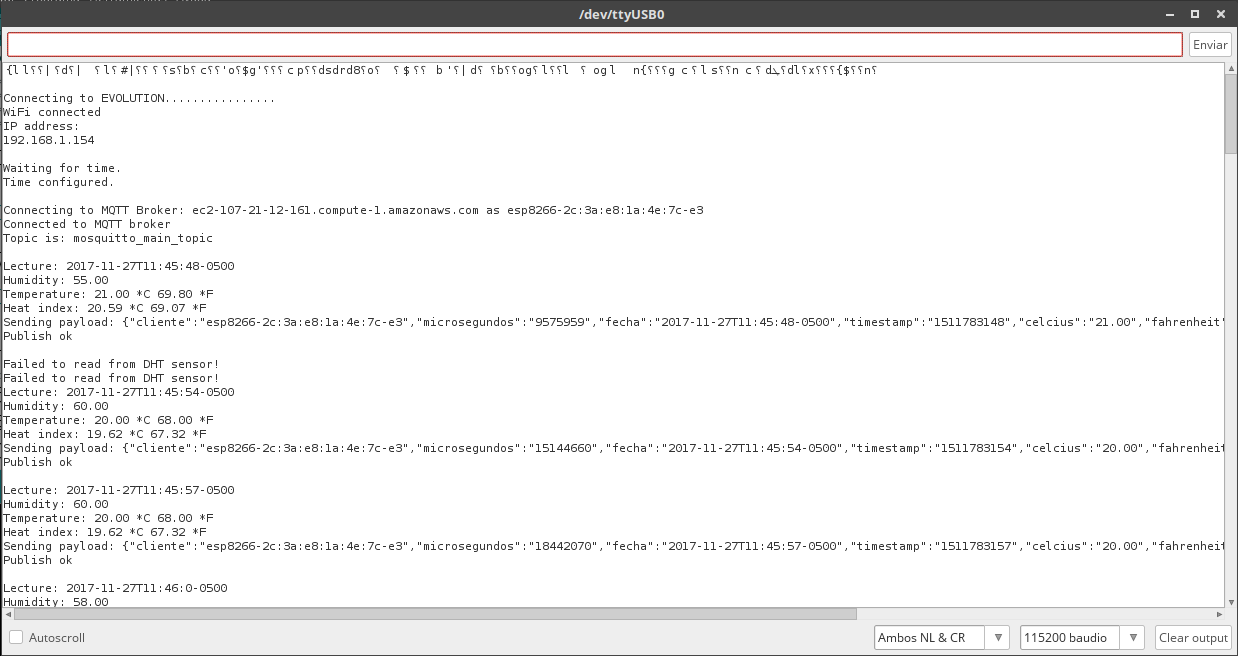 /dev/ttyUSB0
Enviar
Connecting to EVOLUTION................
WiFi connected
IP address:
192.168.1.154
Waiting for time.
Time configured.
Connecting to MQTT Broker: ec2-107-21-12-161.compute-1.amazonaws.com as esp8266-2c:3a:e8:1a:4e:7c-e3
Connected to MQTT broker
Topic is: mosquitto_main_topic
Lecture: 2017-11-27T11:45:48-0500
Humidity: 55.00
Temperature: 21.00 *C 69.80 *F
Heat index: 20.59 *C 69.07 *F
Sending payload: {"cliente":"esp8266-2c:3a:e8:1a:4e:7c-e3","microsegundos":"9575959","fecha":"2017-11-27T11:45:48-0500","timestamp":"1511783148","celcius":"21.00","fahrenheit"
Publish ok
Failed to read from DHT sensor!
Failed to read from DHT sensor!
Lecture: 2017-11-27T11:45:54-0500
Humidity: 60.00
Temperature: 20.00 *C 68.00 *F
Heat index: 19.62 *C 67.32 *F
Sending payload: {"cliente":"esp8266-2c:3a:e8:1a:4e:7c-e3","microsegundos":"15144660","fecha":"2017-11-27T11:45:54-0500","timestamp":"1511783154","celcius":"20.00","fahrenheit
Publish ok
Lecture: 2017-11-27T11:45:57-0500
Humidity: 60.00
Temperature: 20.00 *C 68.00 *F
Heat index: 19.62 *C 67.32 *F
Sending payload: {"cliente":"esp8266-2c:3a:e8:1a:4e:7c-e3","microsegundos":"18442070","fecha":"2017-11-27T11:45:57-0500","timestamp":"1511783157","celcius":"20.00","fahrenheit
Publish ok
Lecture: 2017-11-27T11:46:0-0500
Humidity: 58.00
Autoscroll
Ambos NL & CR
115200 baudio
Clear output